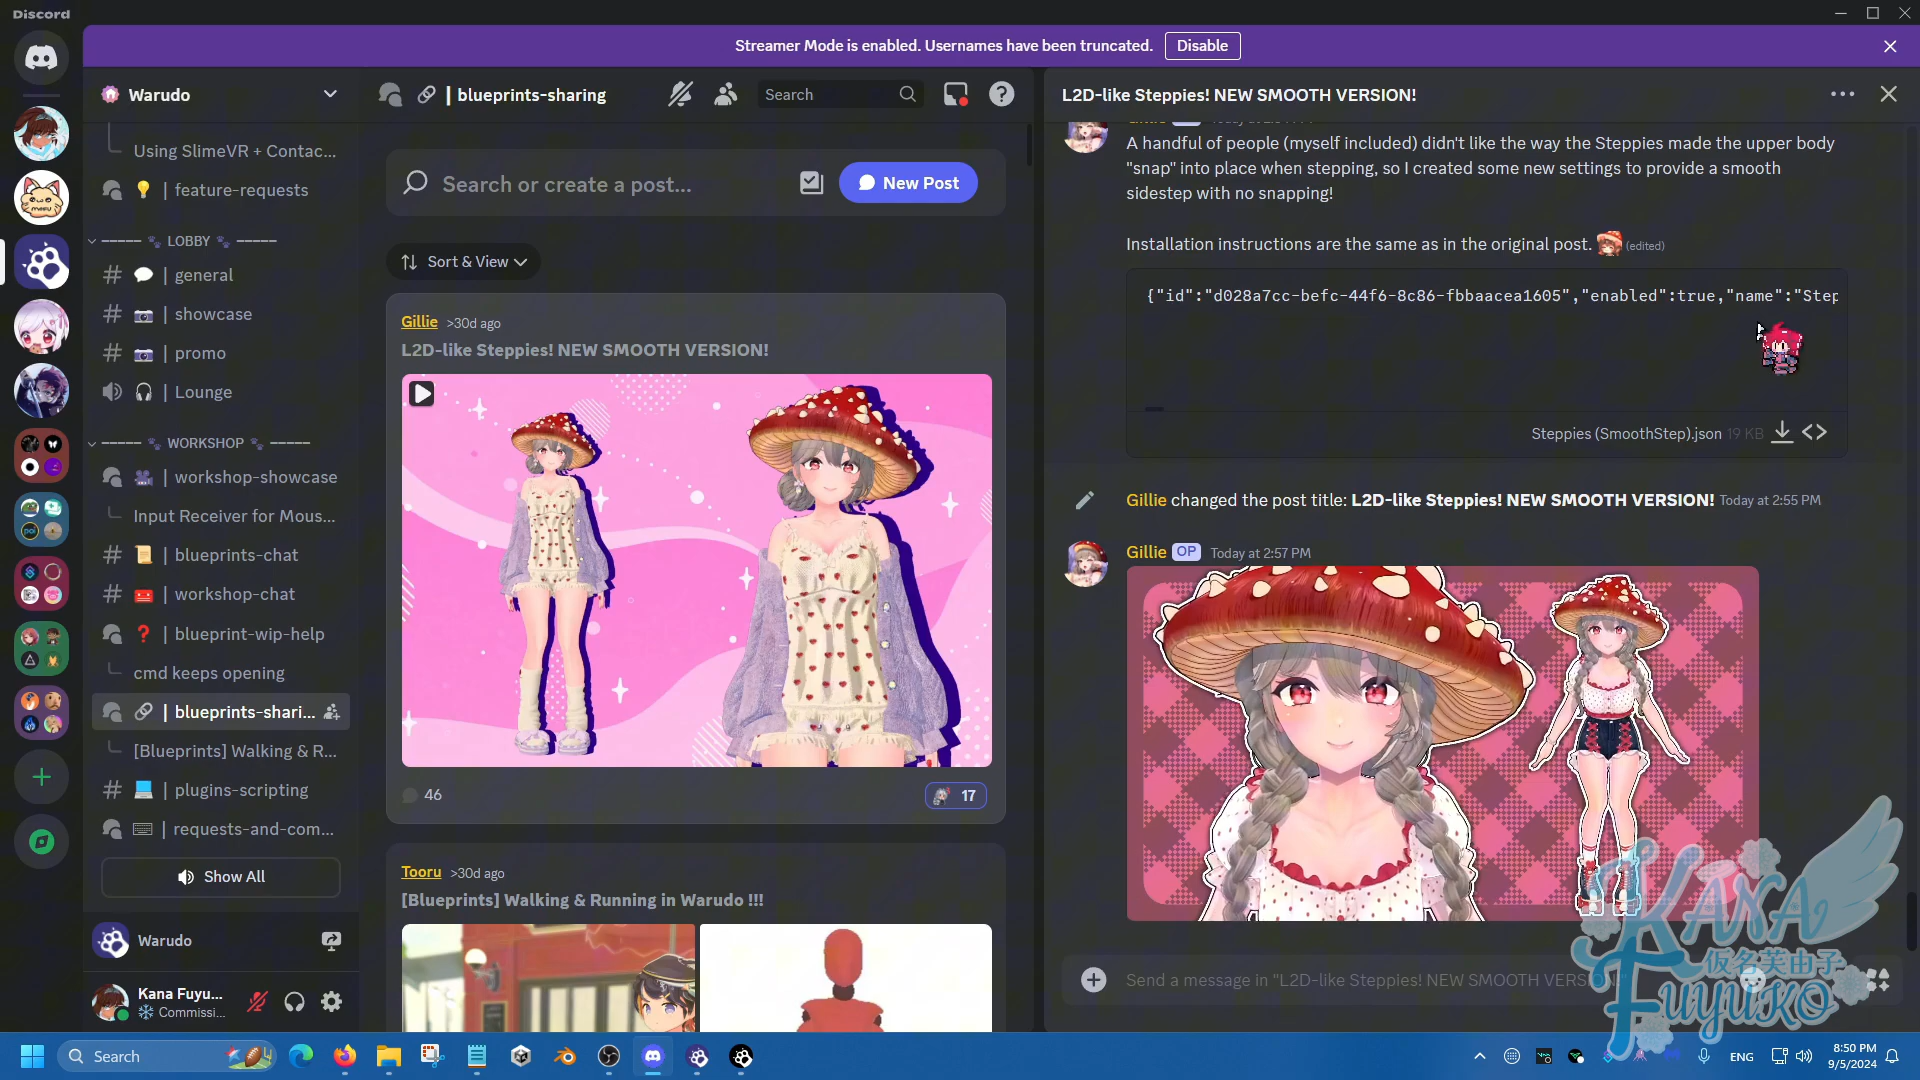 Discord
Streamer Mode is enabled. Usernames have been truncated.
Disable
Warudo
Using SlimeVR + Contac...
| feature-requests
LOBBY
| general
| showcase
| promo
| Lounge
WORKSHOP
| workshop-showcase
Input Receiver for Mous...
| blueprints-chat
| workshop-chat
| blueprint-wip-help
cmd keeps opening
| blueprints-shari...
[Blueprints] Walking & R...
| plugins-scripting
| requests-and-com...
Show All
Warudo
Kana Fuyu...
Commissi...
| blueprints-sharing
Search
Search or create a post...
New Post
Sort & View
Gillie >30d ago
L2D-like Steppies! NEW SMOOTH VERSION!
46
17
Tooru >30d ago
[Blueprints] Walking & Running in Warudo !!!
L2D-like Steppies! NEW SMOOTH VERSION!
A handful of people (myself included) didn't like the way the Steppies made the upper body
"snap" into place when stepping, so I created some new settings to provide a smooth
sidestep with no snapping!
Installation instructions are the same as in the original post. (edited)
{"id":"d028a7cc-befc-44f6-8c86-fbbaacea1605","enabled":true,"name":"Step
Steppies (SmoothStep).json 19 KB
Gillie changed the post title: L2D-like Steppies! NEW SMOOTH VERSION! Today at 2:55 PM
Gillie OP Today at 2:57 PM
Send a message in "L2D-like Steppies! NEW SMOOTH VERSION!"
KANA
仮名芙由子
FUYUKO
Search
ENG
8:50 PM
9/5/2024